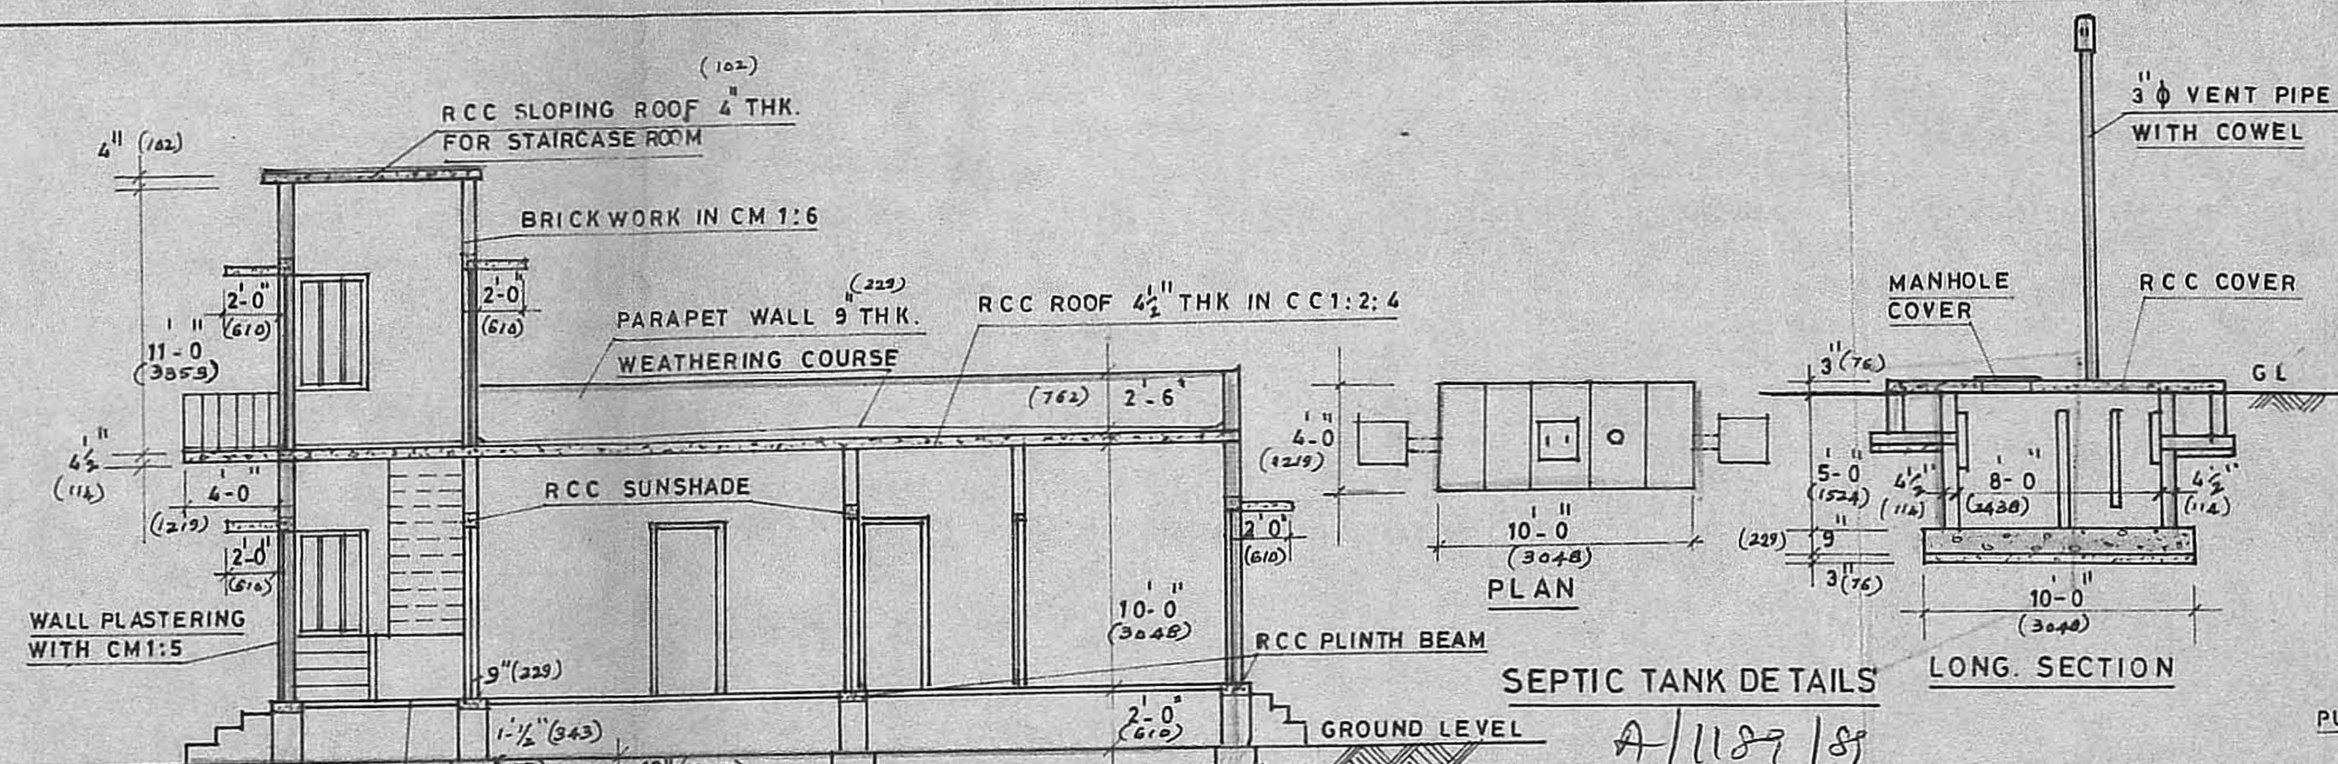 (102)
RCC SLOPING ROOF 4" THK.
FOR STAIRCASE ROOM
4" (102)
BRICK WORK IN CM 1:6
2'-0"
(610)
2'-0"
(610)
11'-0"
(3353)
(229)
PARAPET WALL 9" THK.
WEATHERING COURSE
RCC ROOF 4½" THK IN CC 1:2:4
(762) 2'-6"
4½"
(114)
4'-0"
(1219)
RCC SUNSHADE
2'-0"
(610)
2'0"
(610)
WALL PLASTERING
WITH CM 1:5
9" (229)
10'-0"
(3048)
RCC PLINTH BEAM
1'-1½" (343)
2'-0"
(610)
GROUND LEVEL
4'-0"
(1219)
10'-0"
(3048)
PLAN
SEPTIC TANK DETAILS
A/1189/89
3"ɸ VENT PIPE
WITH COWEL
MANHOLE
COVER
RCC COVER
3" (76)
GL
5'-0"
(1524)
4½"
(114)
8'-0"
(2438)
4½"
(114)
(229) 9"
3" (76)
10'-0"
(3048)
LONG. SECTION